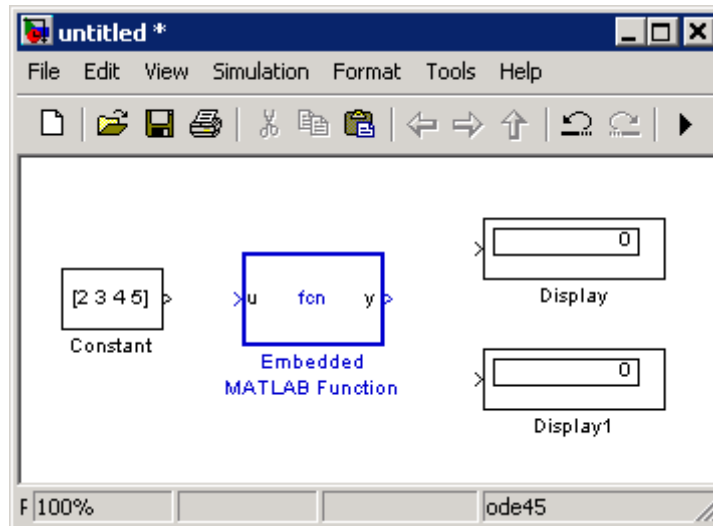 untitled *
File Edit View Simulation Format Tools Help
[2 3 4 5]
Constant
u fcn y
Embedded
MATLAB Function
0
Display
0
Display1
F 100% ode45